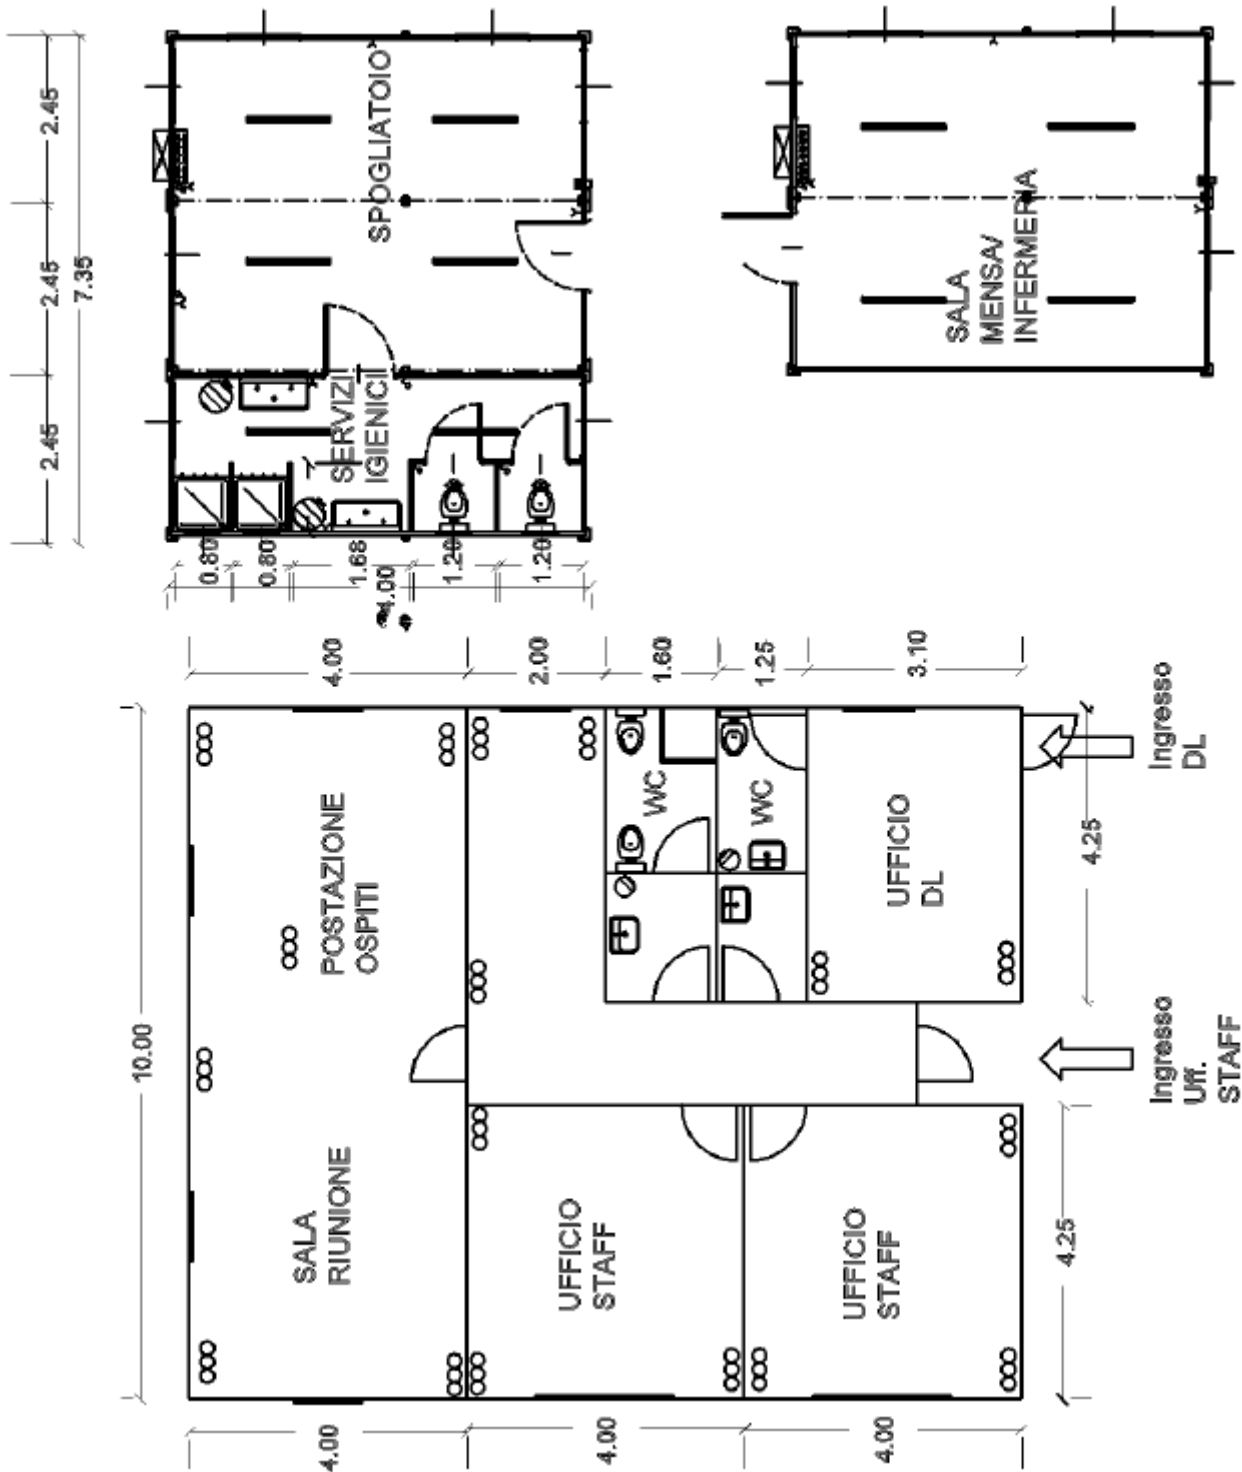 2.45
2.45
2.45
7.35
SPOGLIATOIO
SERVIZI
IGIENICI
0.80
0.80
1.68
1.20
1.20
SALA
MENSA/
INFERMERIA
4.00
2.00
1.60
1.25
3.10
10.00
POSTAZIONE
OSPITI
SALA
RIUNIONE
WC
WC
UFFICIO
DL
UFFICIO
STAFF
UFFICIO
STAFF
4.25
4.25
Ingresso
DL
Ingresso
Uff.
STAFF
4.00
4.00
4.00